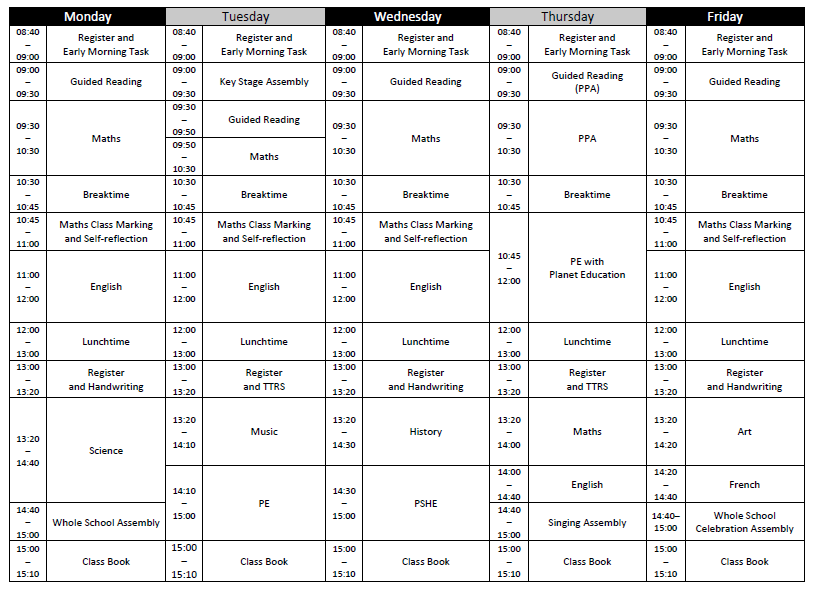 Monday Tuesday Wednesday Thursday Friday
08:40 – 09:00 Register and Early Morning Task 08:40 – 09:00 Register and Early Morning Task 08:40 – 09:00 Register and Early Morning Task 08:40 – 09:00 Register and Early Morning Task 08:40 – 09:00 Register and Early Morning Task
09:00 – 09:30 Guided Reading 09:00 – 09:30 Key Stage Assembly 09:00 – 09:30 Guided Reading 09:00 – 09:30 Guided Reading (PPA) 09:00 – 09:30 Guided Reading
09:30 – 10:30 Maths 09:30 – 09:50 Guided Reading 09:50 – 10:30 Maths 09:30 – 10:30 Maths 09:30 – 10:30 PPA 09:30 – 10:30 Maths
10:30 – 10:45 Breaktime 10:30 – 10:45 Breaktime 10:30 – 10:45 Breaktime 10:30 – 10:45 Breaktime 10:30 – 10:45 Breaktime
10:45 – 11:00 Maths Class Marking and Self-reflection 10:45 – 11:00 Maths Class Marking and Self-reflection 10:45 – 11:00 Maths Class Marking and Self-reflection 10:45 – 12:00 PE with Planet Education 10:45 – 11:00 Maths Class Marking and Self-reflection
11:00 – 12:00 English 11:00 – 12:00 English 11:00 – 12:00 English 11:00 – 12:00 English
12:00 – 13:00 Lunchtime 12:00 – 13:00 Lunchtime 12:00 – 13:00 Lunchtime 12:00 – 13:00 Lunchtime 12:00 – 13:00 Lunchtime
13:00 – 13:20 Register and Handwriting 13:00 – 13:20 Register and TTRS 13:00 – 13:20 Register and Handwriting 13:00 – 13:20 Register and TTRS 13:00 – 13:20 Register and Handwriting
13:20 – 14:40 Science 13:20 – 14:10 Music 13:20 – 14:30 History 13:20 – 14:00 Maths 13:20 – 14:20 Art
14:10 – 15:00 PE 14:30 – 15:00 PSHE 14:00 – 14:40 English 14:20 – 14:40 French
14:40 – 15:00 Whole School Assembly 14:40 – 15:00 Singing Assembly 14:40– 15:00 Whole School Celebration Assembly
15:00 – 15:10 Class Book 15:00 – 15:10 Class Book 15:00 – 15:10 Class Book 15:00 – 15:10 Class Book 15:00 – 15:10 Class Book